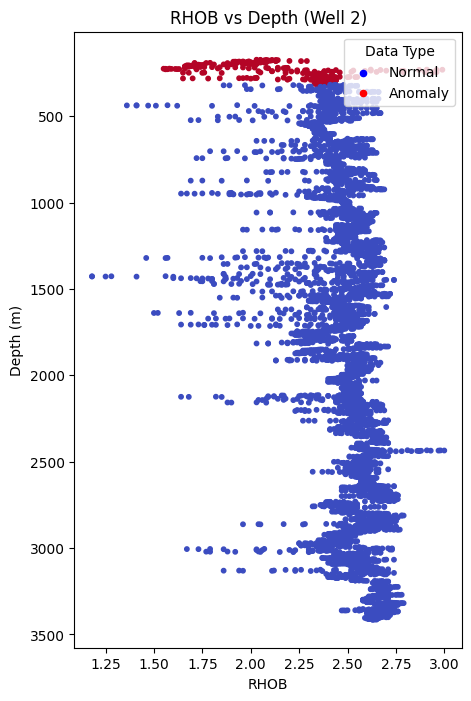 RHOB vs Depth (Well 2)
Data Type
Normal
Anomaly
500
1000
1500
2000
2500
3000
3500
Depth (m)
1.25 1.50 1.75 2.00 2.25 2.50 2.75 3.00
RHOB